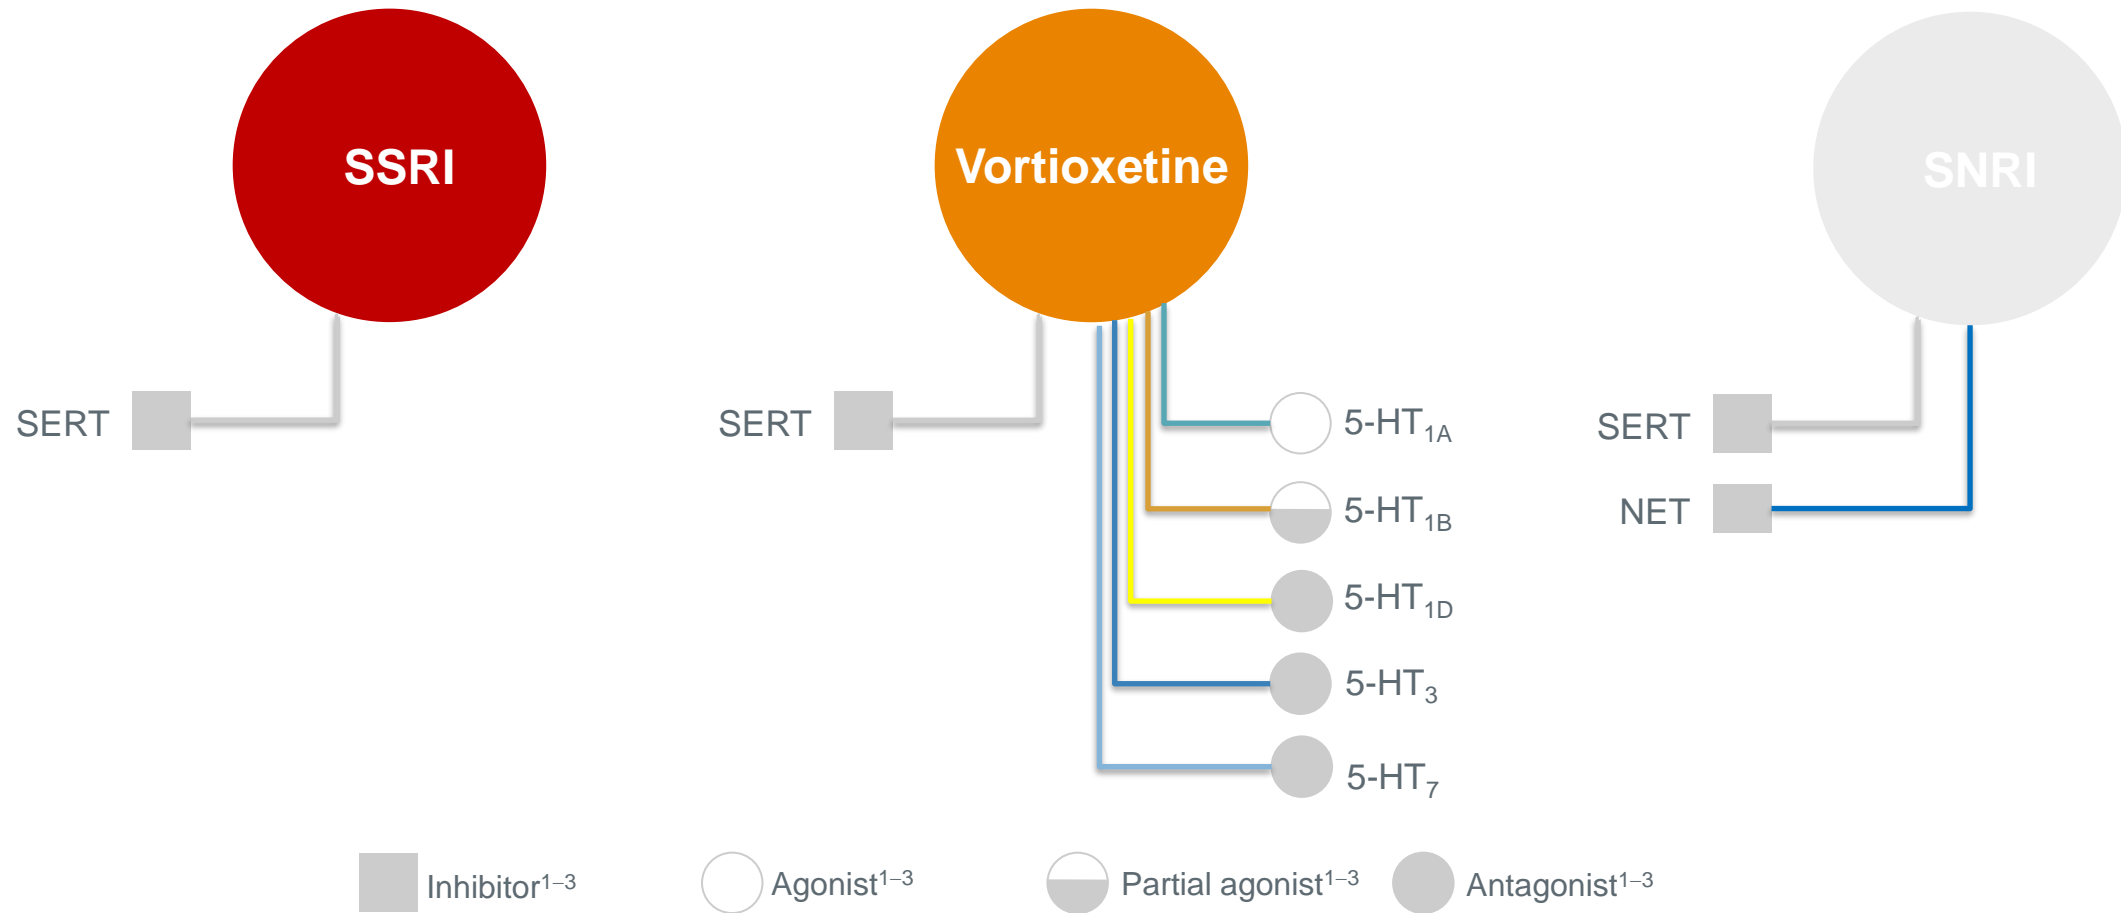 SSRI
Vortioxetine
SNRI
SERT
SERT
5-HT1A
SERT
5-HT1B
NET
5-HT1D
5-HT3
5-HT7
Inhibitor1–3
Agonist1–3
Partial agonist1–3
Antagonist1–3